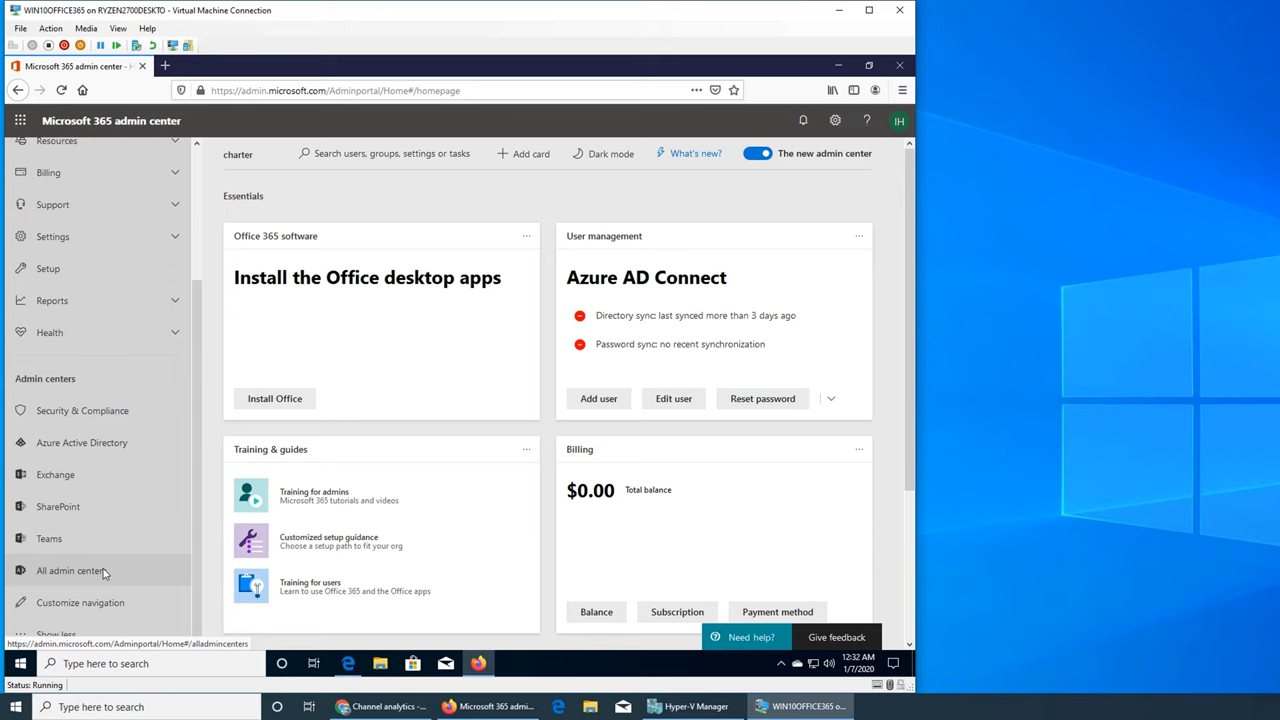 WIN10OFFICE365 on RYZEN2700DESKTO - Virtual Machine Connection
File Action Media View Help
Microsoft 365 admin center - H
https://admin.microsoft.com/Adminportal/Home#/homepage
Microsoft 365 admin center
IH
Resources
charter
Search users, groups, settings or tasks
Add card
Dark mode
What's new?
The new admin center
Billing
Support
Settings
Setup
Reports
Health
Admin centers
Security & Compliance
Azure Active Directory
Exchange
SharePoint
Teams
All admin centers
Customize navigation
Show less
Essentials
Office 365 software
Install the Office desktop apps
Install Office
User management
Azure AD Connect
Directory sync: last synced more than 3 days ago
Password sync: no recent synchronization
Add user Edit user Reset password
Training & guides
Training for admins
Microsoft 365 tutorials and videos
Customized setup guidance
Choose a setup path to fit your org
Training for users
Learn to use Office 365 and the Office apps
Billing
$0.00 Total balance
Balance Subscription Payment method
Need help? Give feedback
https://admin.microsoft.com/Adminportal/Home#/alladmincenters
Type here to search
12:32 AM
1/7/2020
Status: Running
Type here to search
Channel analytics -...
Microsoft 365 admi...
Hyper-V Manager
WIN10OFFICE365 o...